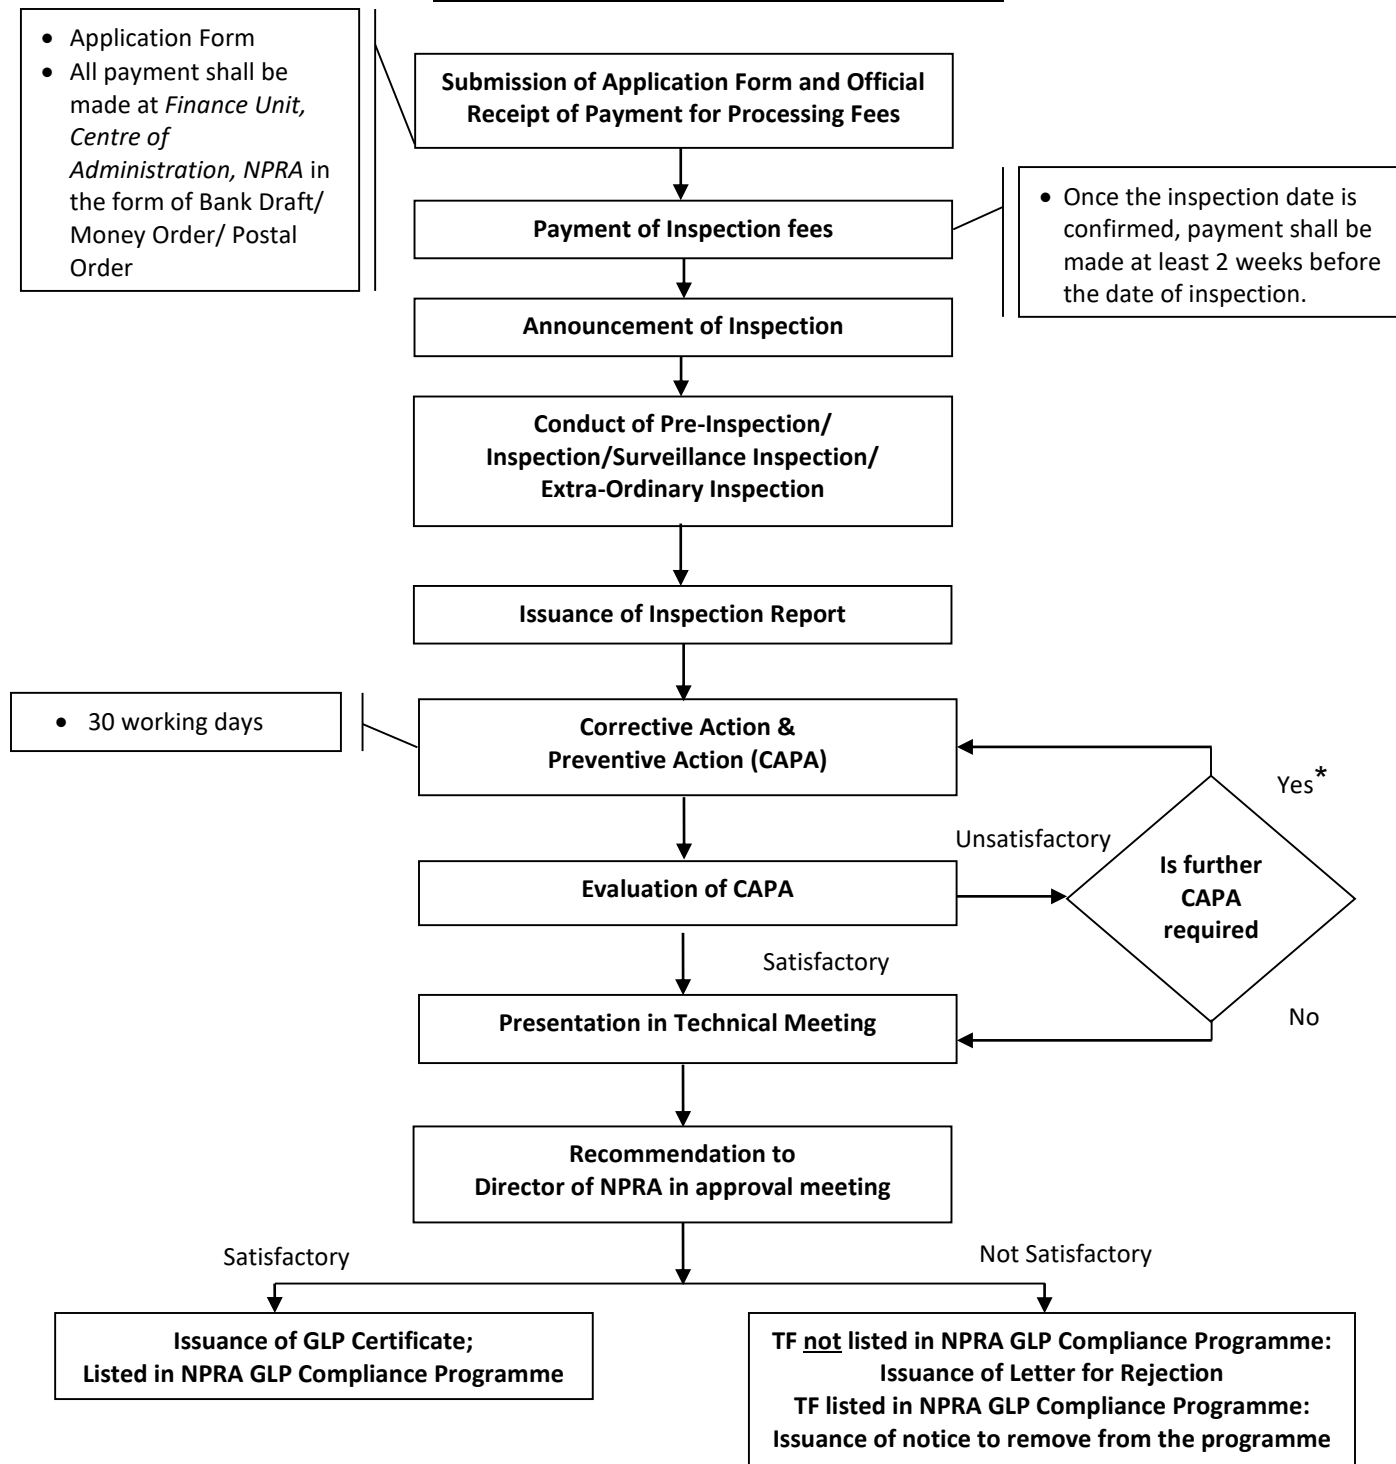 • Application Form
• All payment shall be
made at Finance Unit,
Centre of
Administration, NPRA in
the form of Bank Draft/
Money Order/ Postal
Order
Submission of Application Form and Official
Receipt of Payment for Processing Fees
Payment of Inspection fees
• Once the inspection date is
confirmed, payment shall be
made at least 2 weeks before
the date of inspection.
Announcement of Inspection
Conduct of Pre-Inspection/
Inspection/Surveillance Inspection/
Extra-Ordinary Inspection
Issuance of Inspection Report
• 30 working days
Corrective Action &
Preventive Action (CAPA)
Yes*
Unsatisfactory
Is further
CAPA
required
Evaluation of CAPA
Satisfactory
No
Presentation in Technical Meeting
Recommendation to
Director of NPRA in approval meeting
Satisfactory
Not Satisfactory
Issuance of GLP Certificate;
Listed in NPRA GLP Compliance Programme
TF not listed in NPRA GLP Compliance Programme:
Issuance of Letter for Rejection
TF listed in NPRA GLP Compliance Programme:
Issuance of notice to remove from the programme